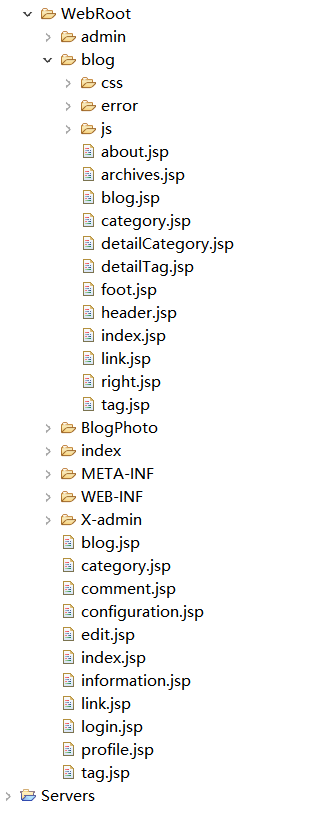 WebRoot
admin
blog
css
error
js
about.jsp
archives.jsp
blog.jsp
category.jsp
detailCategory.jsp
detailTag.jsp
foot.jsp
header.jsp
index.jsp
link.jsp
right.jsp
tag.jsp
BlogPhoto
index
META-INF
WEB-INF
X-admin
blog.jsp
category.jsp
comment.jsp
configuration.jsp
edit.jsp
index.jsp
information.jsp
link.jsp
login.jsp
profile.jsp
tag.jsp
Servers